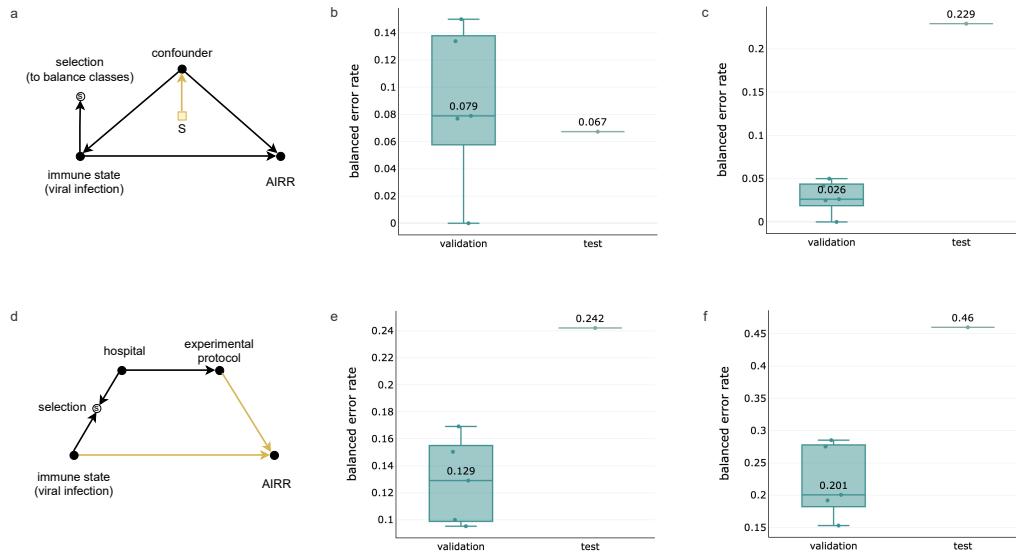 a
confounder
selection
(to balance classes)
S
S
immune state
(viral infection)
AIRR
b
balanced error rate
0.14
0.12
0.1
0.08
0.06
0.04
0.02
0
0.079
0.067
validation
test
c
balanced error rate
0.2
0.15
0.1
0.05
0
0.026
0.229
validation
test
d
hospital
experimental
protocol
selection
S
immune state
(viral infection)
AIRR
e
balanced error rate
0.24
0.22
0.2
0.18
0.16
0.14
0.12
0.1
0.129
0.242
validation
test
f
balanced error rate
0.45
0.4
0.35
0.3
0.25
0.2
0.15
0.201
0.46
validation
test